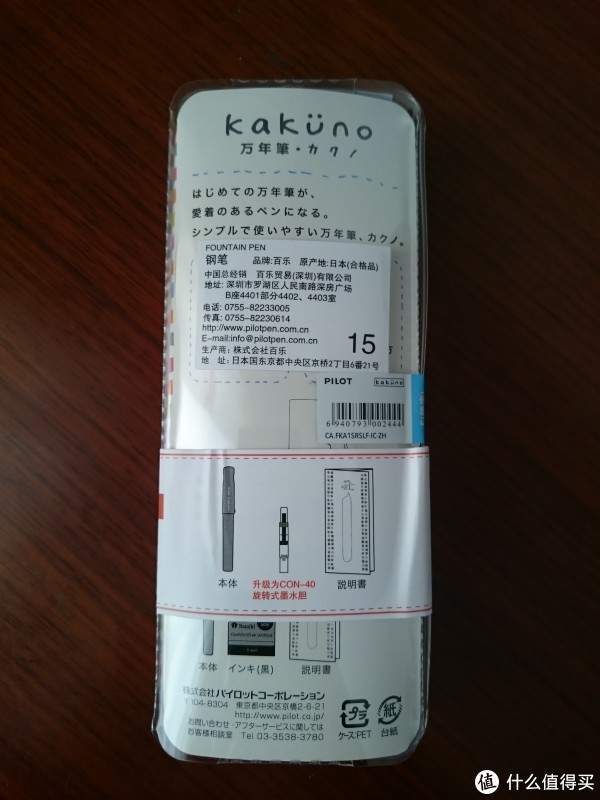 kaküno
万年筆・カクノ
はじめての万年筆が、
愛着のあるペンになる。
シンプルで使いやすい万年筆、カクノ。
FOUNTAIN PEN
钢笔 品牌:百乐 原产地:日本(合格品)
中国总经销 百乐贸易(深圳)有限公司
地址: 深圳市罗湖区人民南路深房广场
B座4401部分4402、4403室
电话: 0755-82233005
传真: 0755-82230614
http://www.pilotpen.com.cn
E-mail:info@pilotpen.com.cn
生产商: 株式会社百乐
15
地 址: 日本国东京都中央区京桥2丁目6番21号
PILOT kaküno
6 940793 002444
CA.FKA1SRSLF-IC-ZH
本体
升级为CON-40
旋转式墨水胆
説明書
本体 インキ(黒) 説明書
株式会社パイロットコーポレーション
〒104-8304 東京都中央区京橋2-6-21
http://www.pilot.co.jp/
お問い合わせ・アフターサービスに関しては
お客様相談室 Tel 03-3538-3780
プラ
ケース:PET
紙
台紙
值 什么值得买